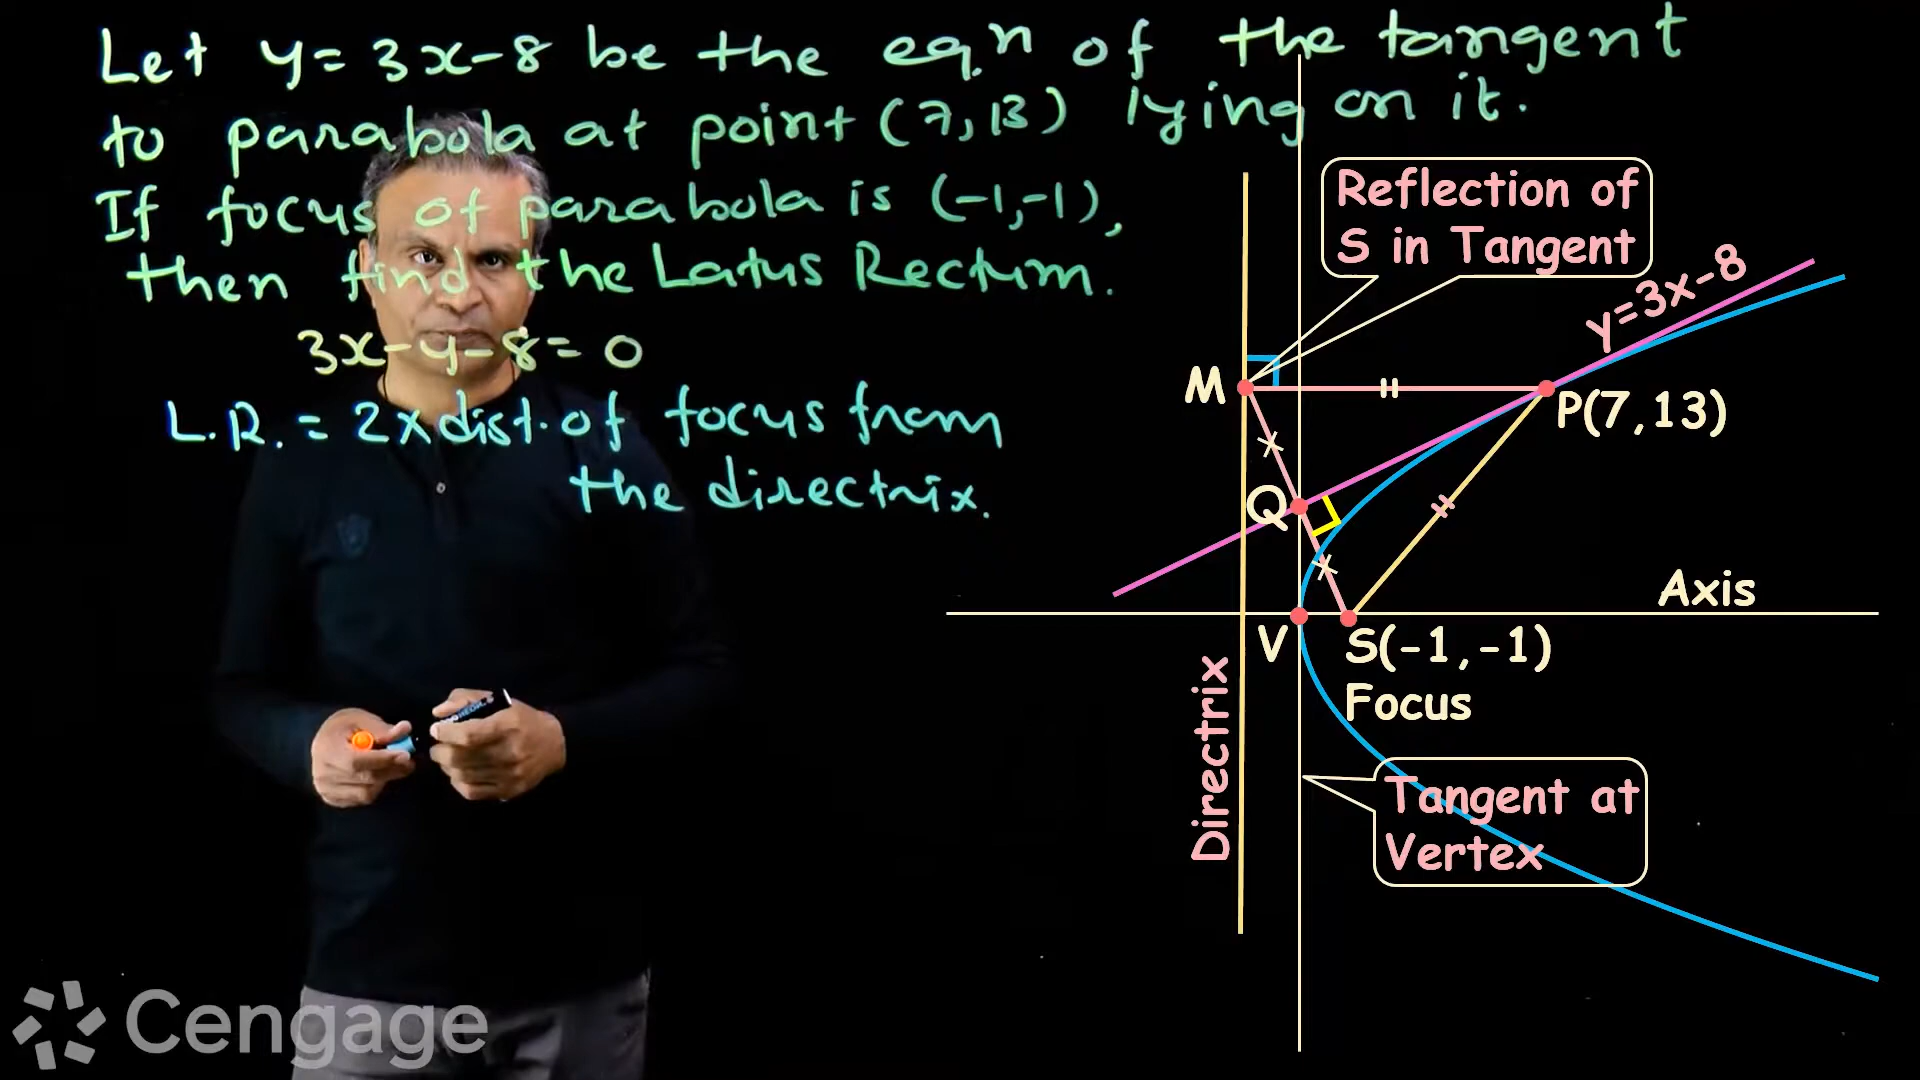 Let y = 3x-8 be the eq.n of the tangent
to parabola at point (7,13) lying on it.
If focus of parabola is (-1,-1),
then find the Latus Rectum.
3x-y-8=0
L.R. = 2x dist. of focus from
the directrix.
Reflection of
S in Tangent
y=3x-8
M
P(7,13)
Q
Axis
V
S(-1,-1)
Focus
Directrix
Tangent at
Vertex
Cengage